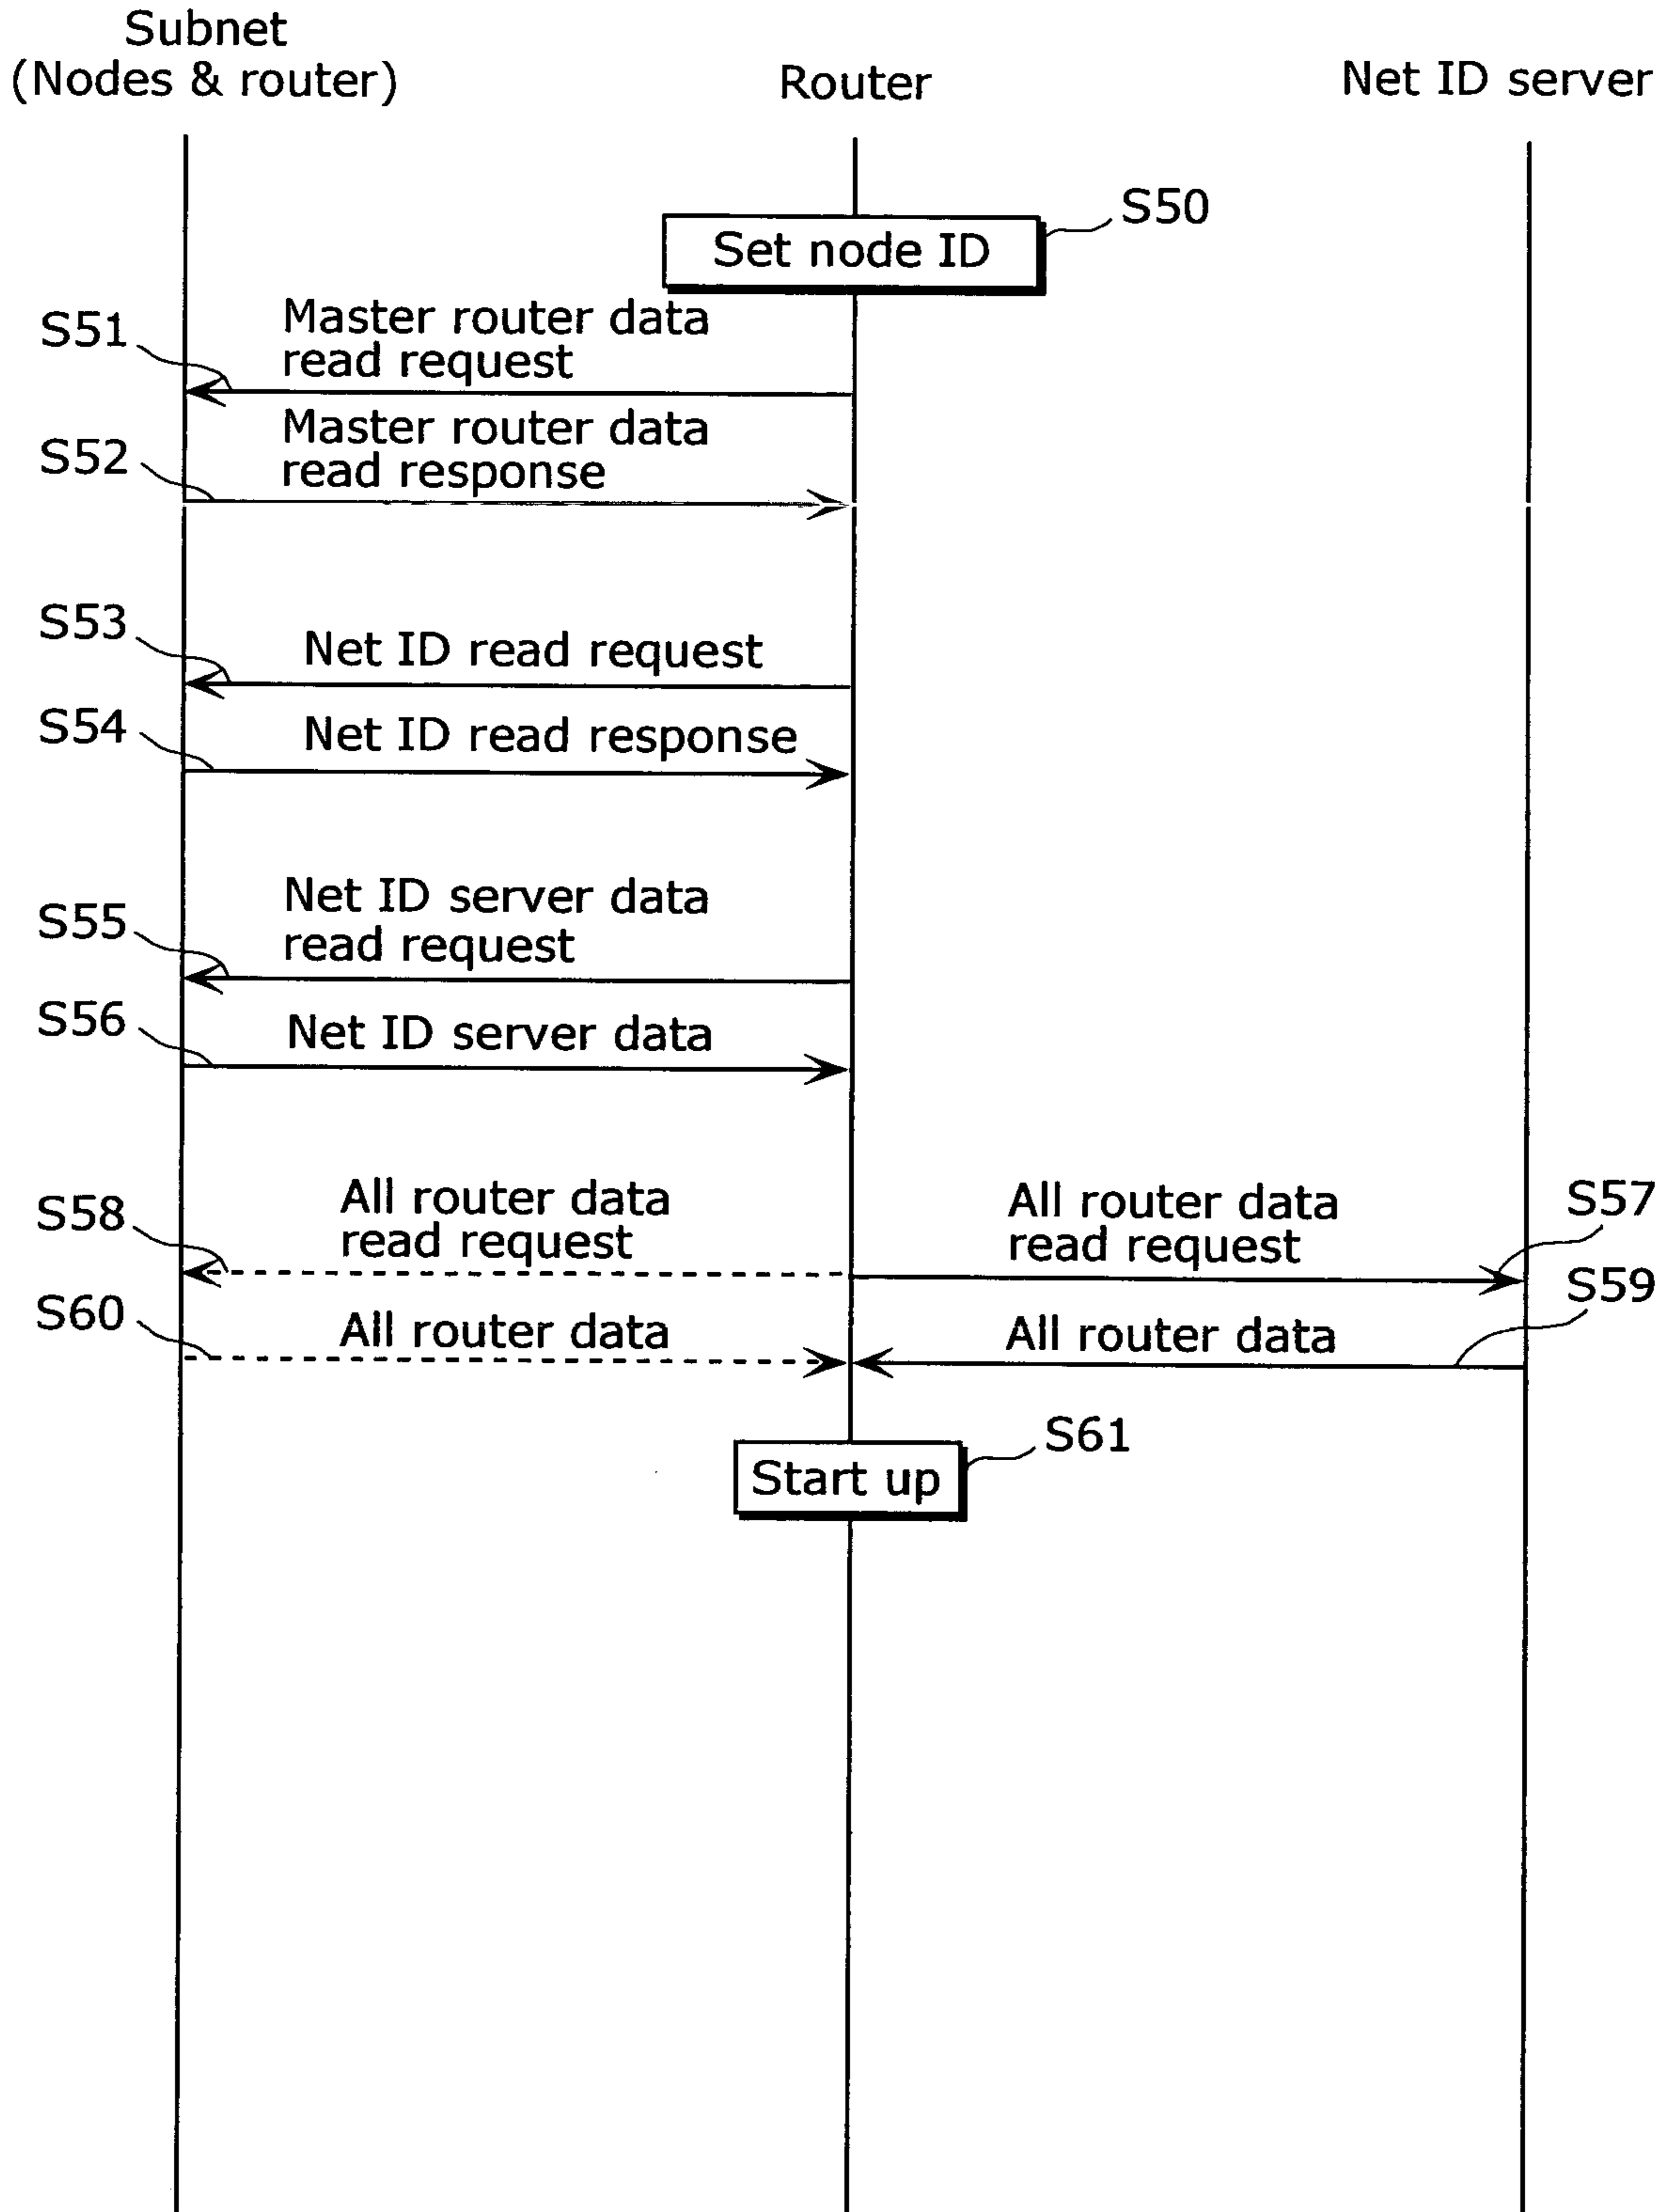 Subnet
(Nodes & router)
Router
Net ID server
S50
Set node ID
S51
Master router data
read request
S52
Master router data
read response
S53
Net ID read request
S54
Net ID read response
S55
Net ID server data
read request
S56
Net ID server data
S58
All router data
read request
All router data
read request
S57
S60
All router data
All router data
S59
S61
Start up